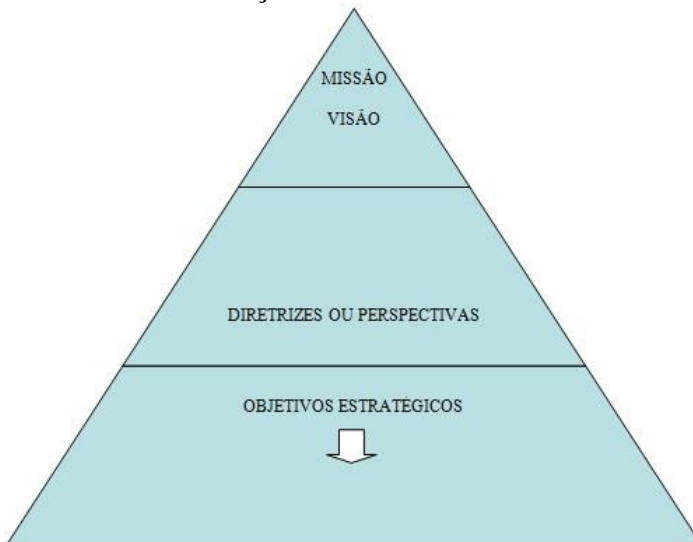 MISSÃO
VISÃO
DIRETRIZES OU PERSPECTIVAS
OBJETIVOS ESTRATÉGICOS